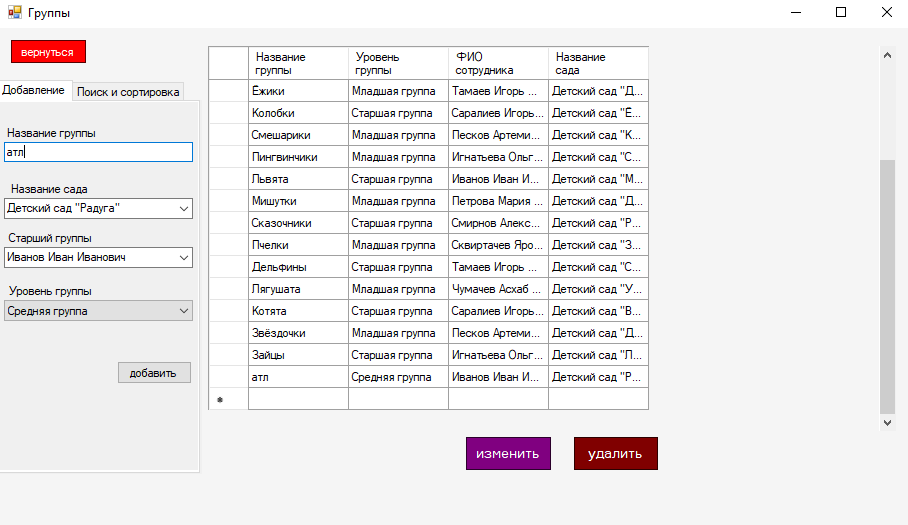 Группы
вернуться
Добавление Поиск и сортировка
Название группы
атл
Название сада
Детский сад "Радуга"
Старший группы
Иванов Иван Иванович
Уровень группы
Средняя группа
добавить
Название группы Уровень группы ФИО сотрудника Название сада
Ёжики Младшая группа Тамаев Игорь ... Детский сад "Д...
Колобки Старшая группа Саралиев Игорь... Детский сад "Ё...
Смешарики Младшая группа Песков Артеми... Детский сад "К...
Пингвинчики Младшая группа Игнатьева Ольг... Детский сад "С...
Львята Старшая группа Иванов Иван И... Детский сад "М...
Мишутки Младшая группа Петрова Мария ... Детский сад "Д...
Сказочники Старшая группа Смирнов Алекс... Детский сад "Р...
Пчелки Младшая группа Сквиртачев Яро... Детский сад "З...
Дельфины Старшая группа Тамаев Игорь ... Детский сад "С...
Лягушата Младшая группа Чумачев Асхаб ... Детский сад "У...
Котята Старшая группа Саралиев Игорь... Детский сад "В...
Звёздочки Младшая группа Песков Артеми... Детский сад "Д...
Зайцы Старшая группа Игнатьева Ольг... Детский сад "П...
атл Средняя группа Иванов Иван И... Детский сад "Р...
изменить удалить